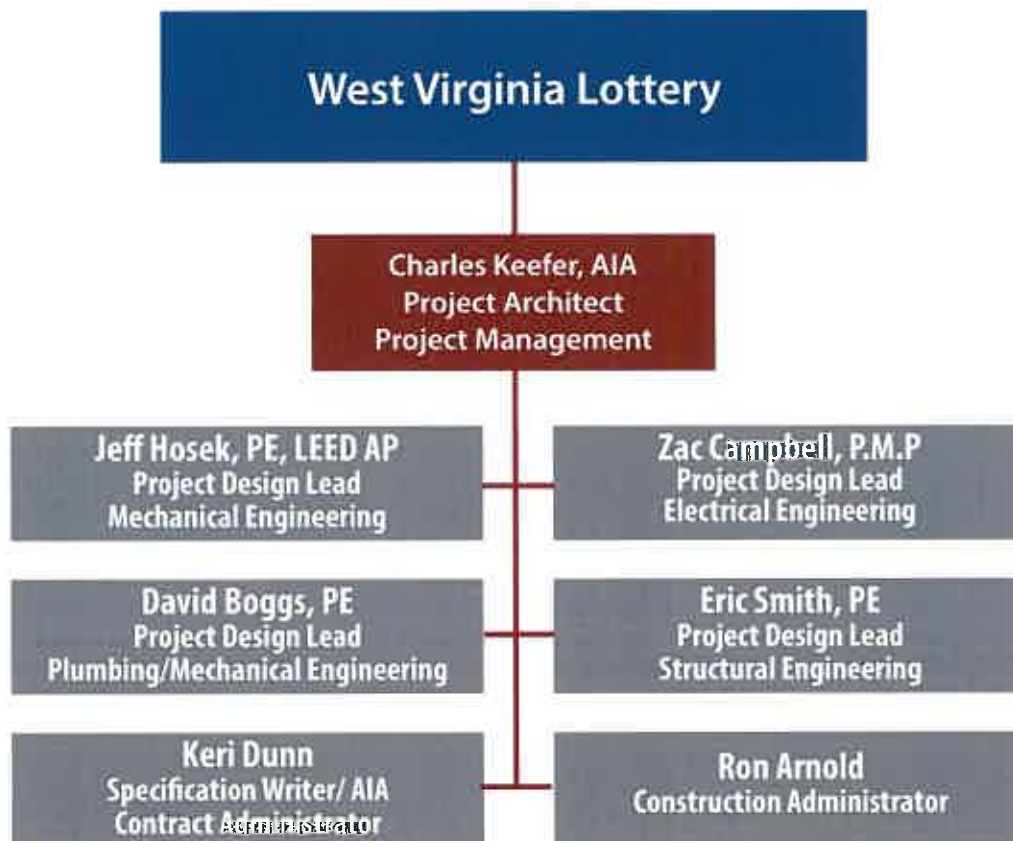 West Virginia Lottery
Charles Keefer, AIA
Project Architect
Project Management
Jeff Hosek, PE, LEED AP
Project Design Lead
Mechanical Engineering
Zac Campbell, P.M.P
Project Design Lead
Electrical Engineering
David Boggs, PE
Project Design Lead
Plumbing/Mechanical Engineering
Eric Smith, PE
Project Design Lead
Structural Engineering
Keri Dunn
Specification Writer/ AIA
Contract Administrator
Ron Arnold
Construction Administrator